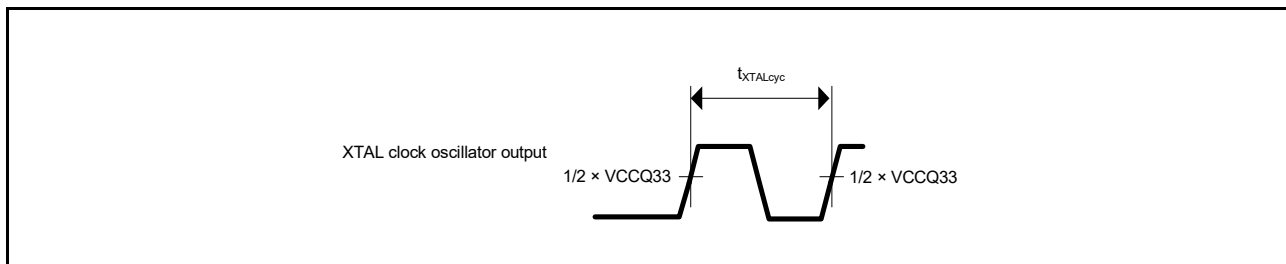 tXTALcyc
XTAL clock oscillator output
1/2 × VCCQ33
1/2 × VCCQ33